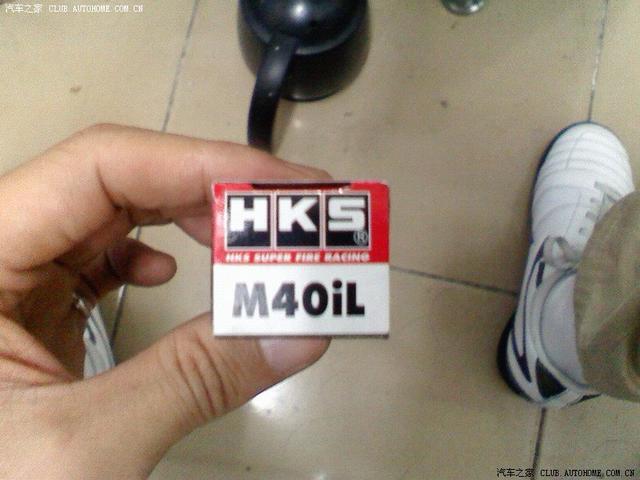 汽车之家 CLUB.AUTOHOME.COM.CN
HKS®
HKS SUPER FIRE RACING
M40iL
汽车之家 CLUB.AUTOHOME.COM.CN